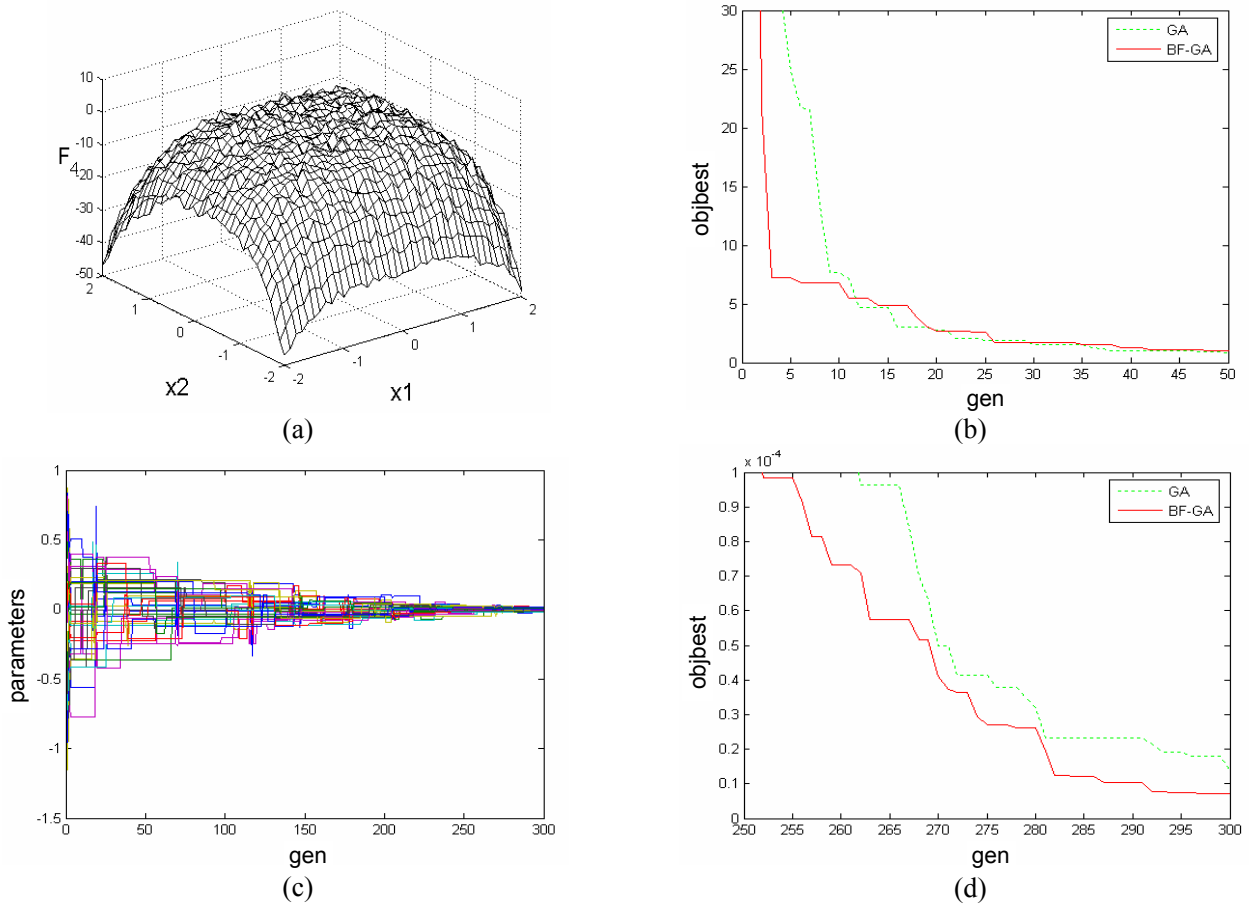 10
0
-10
-20
-30
-40
-50
F4
2
1
0
-1
-2
x2
-2
-1
0
1
2
x1
(a)
30
25
20
15
10
5
0
objbest
GA
BF-GA
0 5 10 15 20 25 30 35 40 45 50
gen
(b)
1
0.5
0
-0.5
-1
-1.5
parameters
0 50 100 150 200 250 300
gen
(c)
x 10^-4
1
0.9
0.8
0.7
0.6
0.5
0.4
0.3
0.2
0.1
0
objbest
GA
BF-GA
250 255 260 265 270 275 280 285 290 295 300
gen
(d)